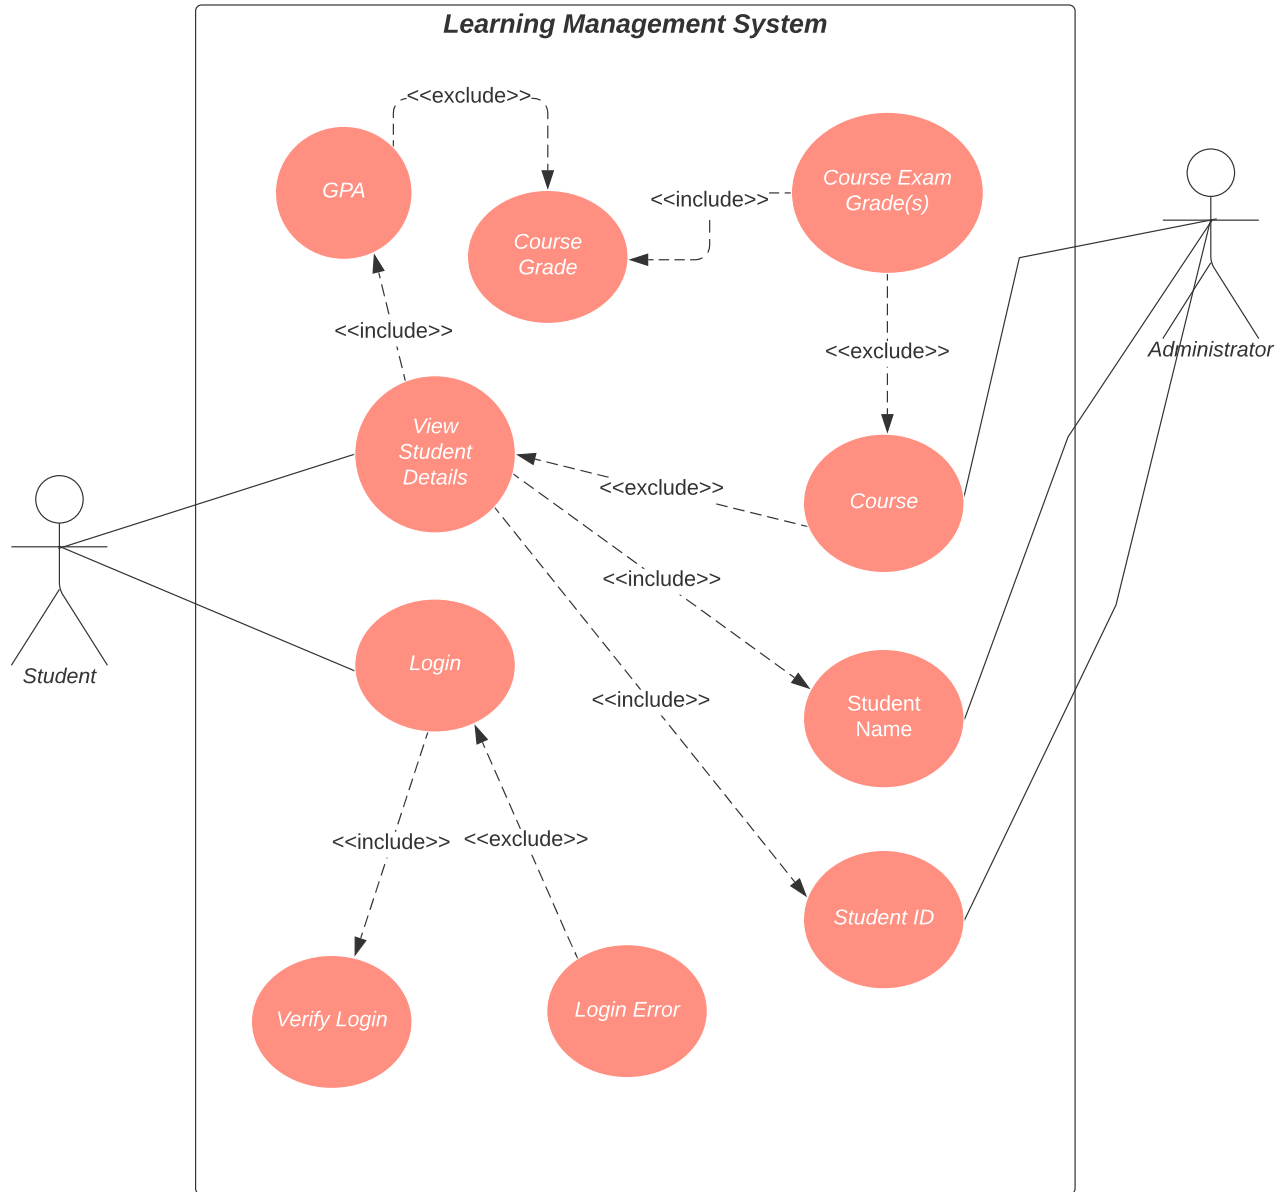 Learning Management System
<<exclude>>
GPA
Course Exam
Grade(s)
<<include>>
Course
Grade
<<include>>
<<exclude>>
Administrator
View
Student
Details
<<exclude>>
Course
<<include>>
Student
Login
<<include>>
Student
Name
<<include>>
<<exclude>>
Student ID
Verify Login
Login Error